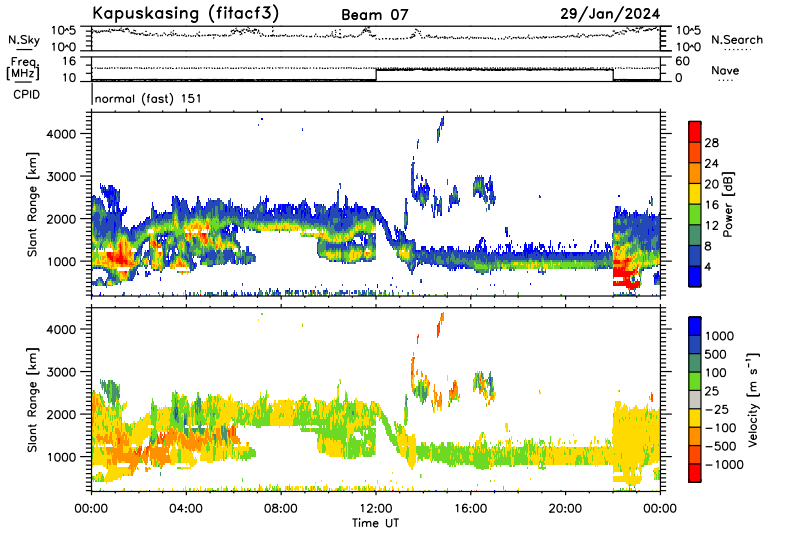 Kapuskasing (fitacf3) Beam 07 29/Jan/2024
N.Sky 10^5 10^0 10^5 10^0 N.Search
Freq. [MHz] 16 10 60 0 Nave
CPID normal (fast) 151
Slant Range [km] 4000 3000 2000 1000
28 24 20 16 12 8 4 Power [dB]
Slant Range [km] 4000 3000 2000 1000
1000 500 100 25 −25 −100 −500 −1000 Velocity [m s⁻¹]
00:00 04:00 08:00 12:00 16:00 20:00 00:00
Time UT